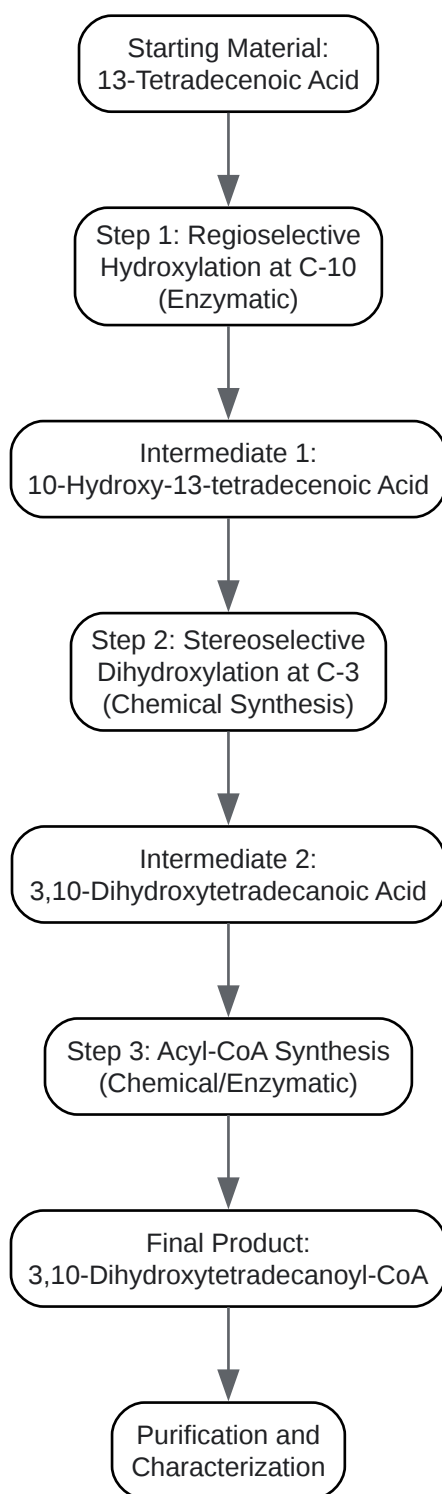 Starting Material:
13-Tetradecenoic Acid
Step 1: Regioselective
Hydroxylation at C-10
(Enzymatic)
Intermediate 1:
10-Hydroxy-13-tetradecenoic Acid
Step 2: Stereoselective
Dihydroxylation at C-3
(Chemical Synthesis)
Intermediate 2:
3,10-Dihydroxytetradecanoic Acid
Step 3: Acyl-CoA Synthesis
(Chemical/Enzymatic)
Final Product:
3,10-Dihydroxytetradecanoyl-CoA
Purification and
Characterization